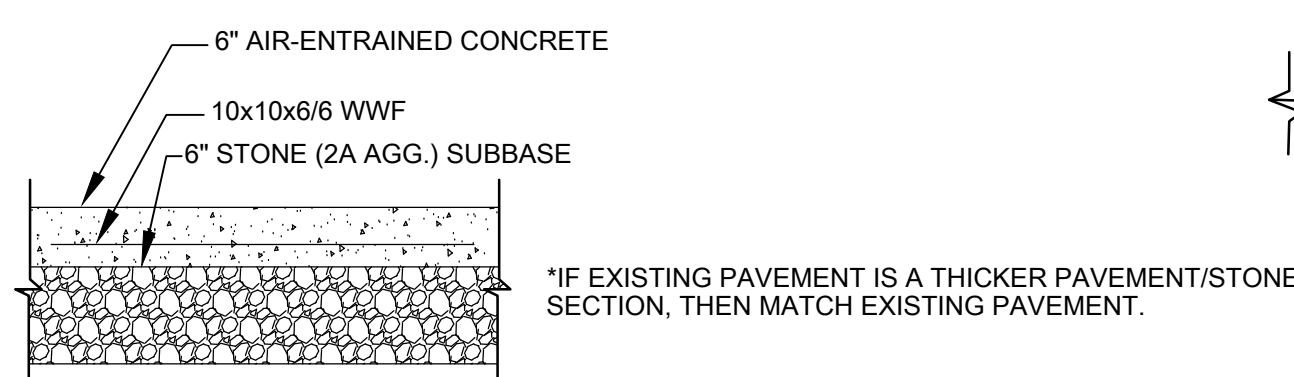 6" AIR-ENTRAINED CONCRETE
10x10x6/6 WWF
6" STONE (2A AGG.) SUBBASE
*IF EXISTING PAVEMENT IS A THICKER PAVEMENT/STONE
SECTION, THEN MATCH EXISTING PAVEMENT.